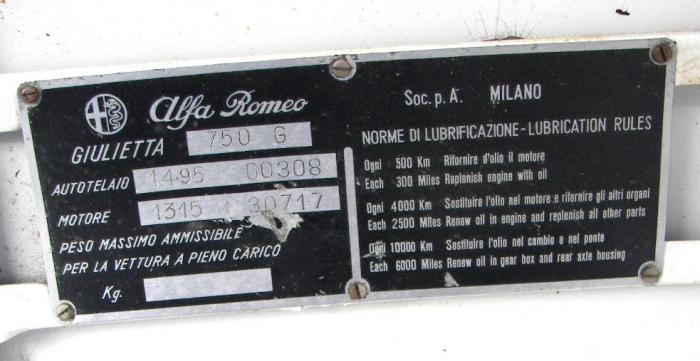 Alfa Romeo
GIULIETTA 750 G
AUTOTELAIO 1495 00308
MOTORE 1315 30717
PESO MASSIMO AMMISSIBILE
PER LA VETTURA A PIENO CARICO
Kg.
Soc. p. A. MILANO
NORME DI LUBRIFICAZIONE - LUBRICATION RULES
Ogni 500 Km Rifornire d'olio il motore
Each 300 Miles Replenish engine with oil
Ogni 4000 Km Sostituire l'olio nel motore e rifornire gli altri organi
Each 2500 Miles Renew oil in engine and replenish all other parts
Ogni 10000 Km Sostituire l'olio nel cambio e nel ponte
Each 6000 Miles Renew oil in gear box and rear axle housing